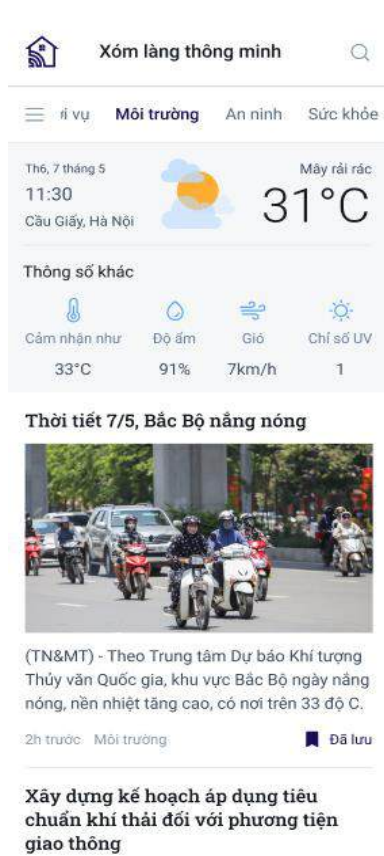 Xóm làng thông minh
vụ Môi trường An ninh Sức khỏe
Th6, 7 tháng 5
Mây rải rác
11:30
31°C
Cầu Giấy, Hà Nội
Thông số khác
Cảm nhận như Độ ẩm Gió Chỉ số UV
33°C 91% 7km/h 1
Thời tiết 7/5, Bắc Bộ nắng nóng
(TN&MT) - Theo Trung tâm Dự báo Khí tượng
Thủy văn Quốc gia, khu vực Bắc Bộ ngày nắng
nóng, nền nhiệt tăng cao, có nơi trên 33 độ C.
2h trước Môi trường Đã lưu
Xây dựng kế hoạch áp dụng tiêu
chuẩn khí thải đối với phương tiện
giao thông